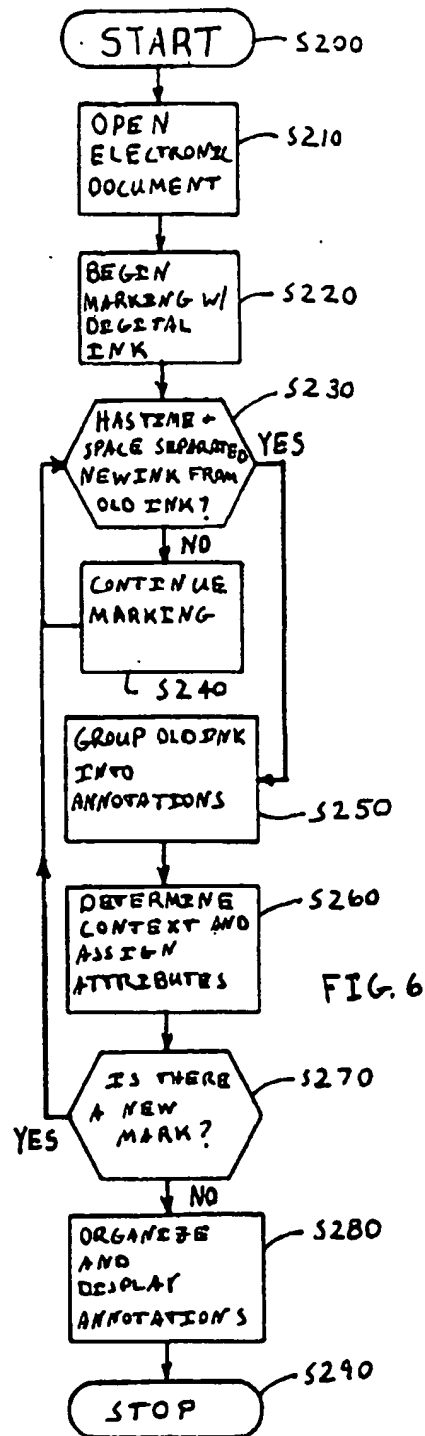 START
S200
OPEN
ELECTRONIC
DOCUMENT
S210
BEGIN
MARKING W/
DIGITAL
INK
S220
S230
HAS TIME +
SPACE SEPARATED
NEW INK FROM
OLD INK?
YES
NO
CONTINUE
MARKING
S240
GROUP OLD INK
INTO
ANNOTATIONS
S250
DETERMINE
CONTEXT AND
ASSIGN
ATTRIBUTES
S260
FIG. 6
IS THERE
A NEW
MARK?
S270
YES
NO
ORGANIZE
AND
DISPLAY
ANNOTATIONS
S280
STOP
S290